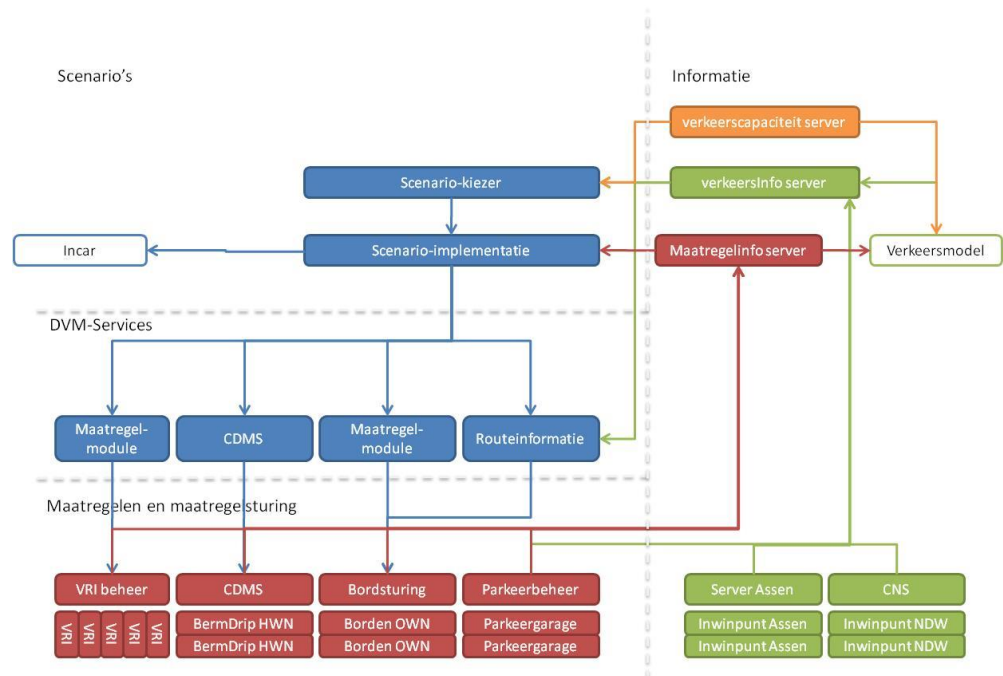 Scenario's
Informatie
verkeerscapaciteit server
Scenario-kiezer
verkeersInfo server
Incar
Scenario-implementatie
Maatregelinfo server
Verkeersmodel
DVM-Services
Maatregel-
module
CDMS
Maatregel-
module
Routeinformatie
Maatregelen en maatregelsturing
VRI beheer
CDMS
Bordsturing
Parkeerbeheer
Server Assen
CNS
VRI
VRI
VRI
VRI
VRI
BermDrip HWN
Borden OWN
Parkeergarage
Inwinpunt Assen
Inwinpunt NDW
BermDrip HWN
Borden OWN
Parkeergarage
Inwinpunt Assen
Inwinpunt NDW